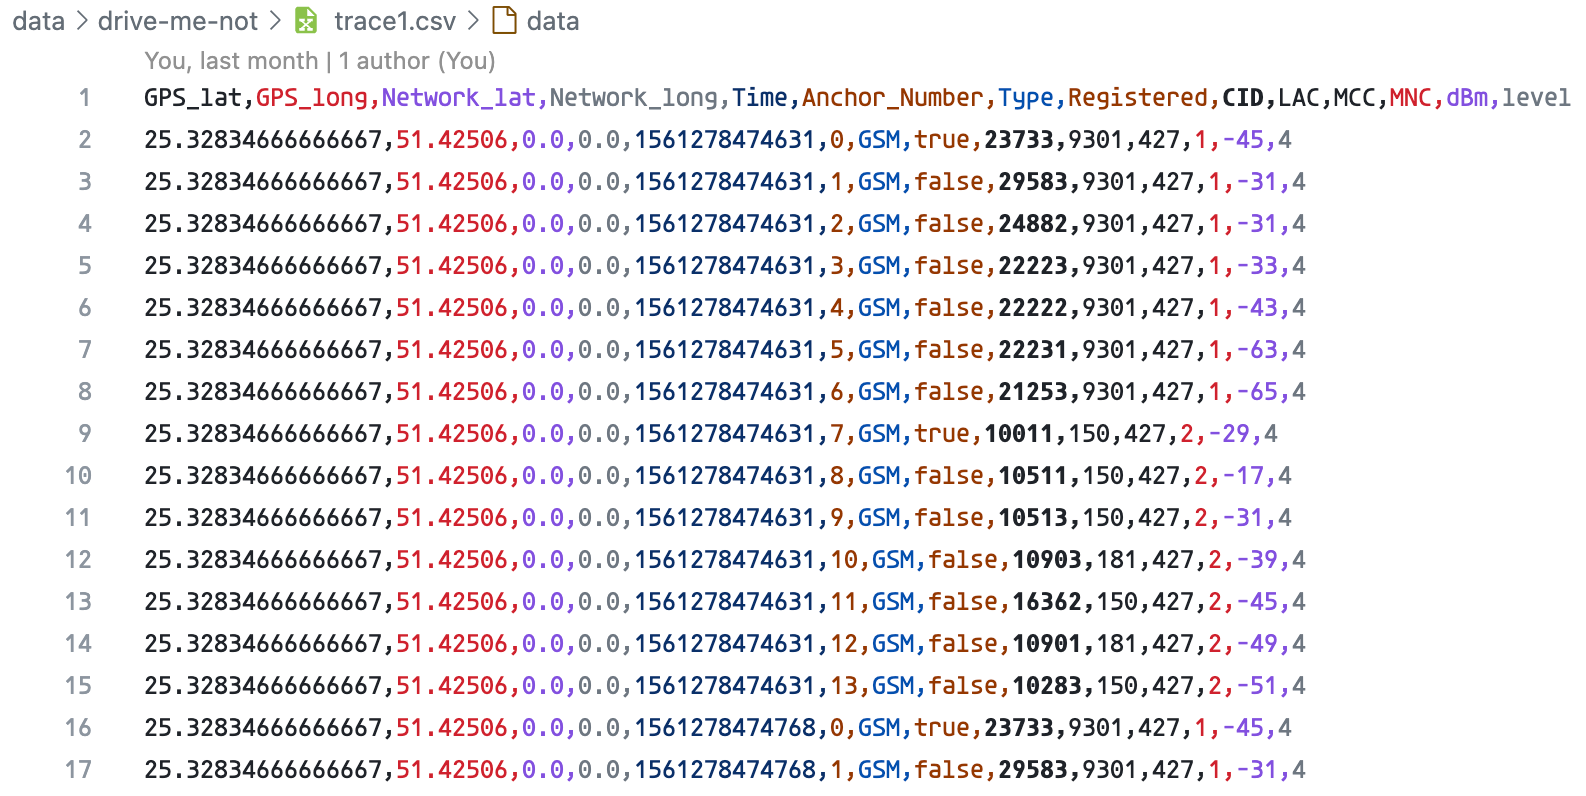 data > drive-me-not > trace1.csv > data
You, last month | 1 author (You)
1 GPS_lat,GPS_long,Network_lat,Network_long,Time,Anchor_Number,Type,Registered,CID,LAC,MCC,MNC,dBm,level
2 25.32834666666667,51.42506,0.0,0.0,1561278474631,0,GSM,true,23733,9301,427,1,-45,4
3 25.32834666666667,51.42506,0.0,0.0,1561278474631,1,GSM,false,29583,9301,427,1,-31,4
4 25.32834666666667,51.42506,0.0,0.0,1561278474631,2,GSM,false,24882,9301,427,1,-31,4
5 25.32834666666667,51.42506,0.0,0.0,1561278474631,3,GSM,false,22223,9301,427,1,-33,4
6 25.32834666666667,51.42506,0.0,0.0,1561278474631,4,GSM,false,22222,9301,427,1,-43,4
7 25.32834666666667,51.42506,0.0,0.0,1561278474631,5,GSM,false,22231,9301,427,1,-63,4
8 25.32834666666667,51.42506,0.0,0.0,1561278474631,6,GSM,false,21253,9301,427,1,-65,4
9 25.32834666666667,51.42506,0.0,0.0,1561278474631,7,GSM,true,10011,150,427,2,-29,4
10 25.32834666666667,51.42506,0.0,0.0,1561278474631,8,GSM,false,10511,150,427,2,-17,4
11 25.32834666666667,51.42506,0.0,0.0,1561278474631,9,GSM,false,10513,150,427,2,-31,4
12 25.32834666666667,51.42506,0.0,0.0,1561278474631,10,GSM,false,10903,181,427,2,-39,4
13 25.32834666666667,51.42506,0.0,0.0,1561278474631,11,GSM,false,16362,150,427,2,-45,4
14 25.32834666666667,51.42506,0.0,0.0,1561278474631,12,GSM,false,10901,181,427,2,-49,4
15 25.32834666666667,51.42506,0.0,0.0,1561278474631,13,GSM,false,10283,150,427,2,-51,4
16 25.32834666666667,51.42506,0.0,0.0,1561278474768,0,GSM,true,23733,9301,427,1,-45,4
17 25.32834666666667,51.42506,0.0,0.0,1561278474768,1,GSM,false,29583,9301,427,1,-31,4